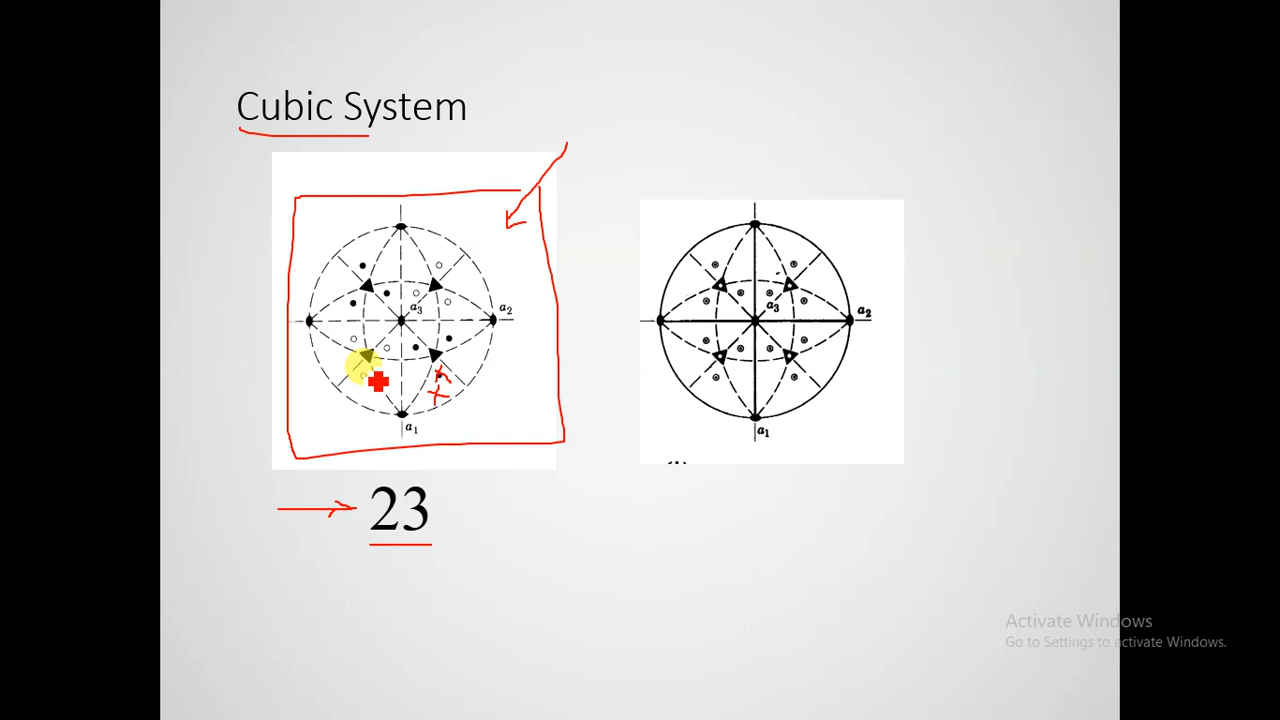 Cubic System
a₂
a₃
a₁
a₂
a₃
a₁
23
Activate Windows
Go to Settings to activate Windows.